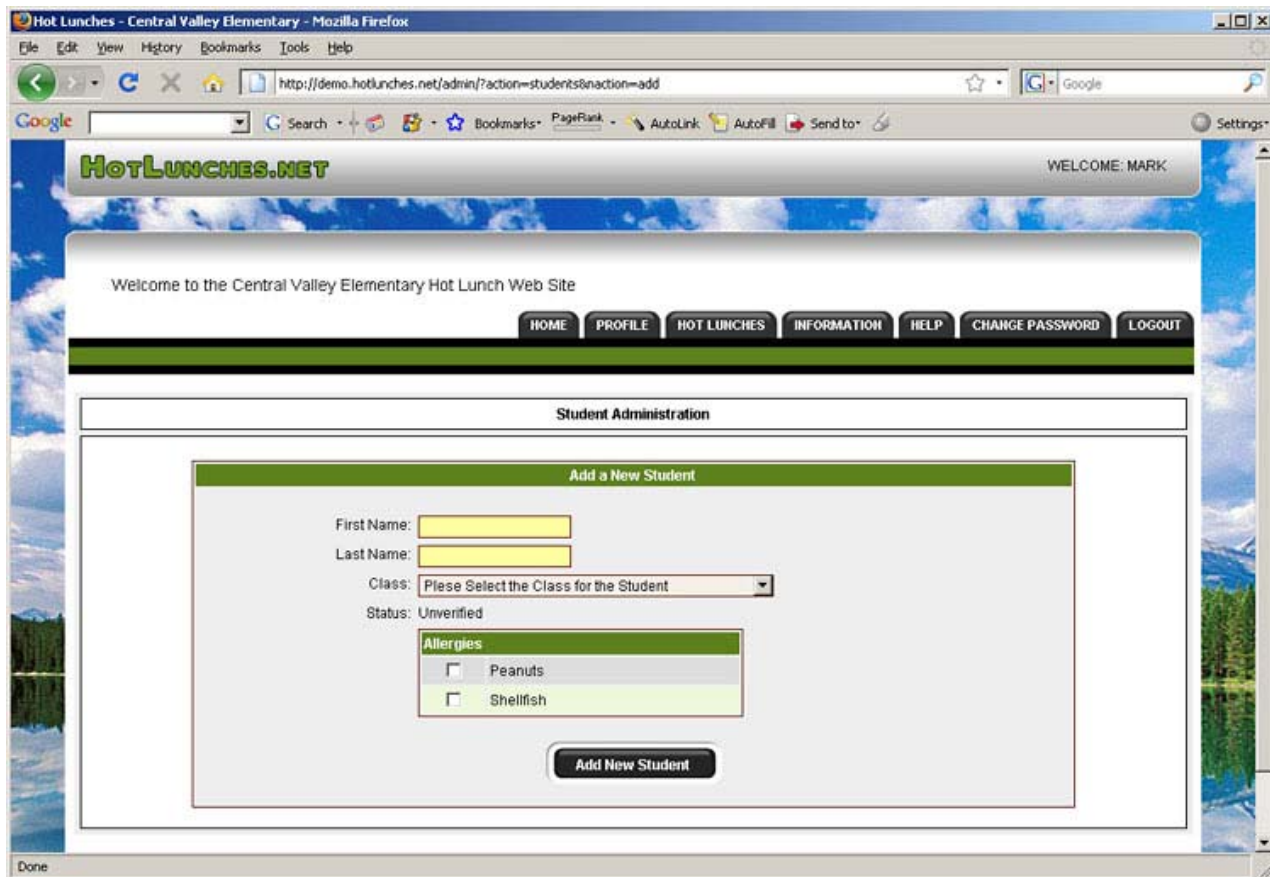 Hot Lunches - Central Valley Elementary - Mozilla Firefox
File Edit View History Bookmarks Tools Help
http://demo.hotlunches.net/admin/?action=students&naction=add
G Google
Google G Search Bookmarks PageRank AutoLink AutoFill Send to Settings
HOTLUNCHES.NET WELCOME: MARK
Welcome to the Central Valley Elementary Hot Lunch Web Site
HOME PROFILE HOT LUNCHES INFORMATION HELP CHANGE PASSWORD LOGOUT
Student Administration
Add a New Student
First Name:
Last Name:
Class: Plese Select the Class for the Student
Status: Unverified
Allergies
Peanuts
Shellfish
Add New Student
Done